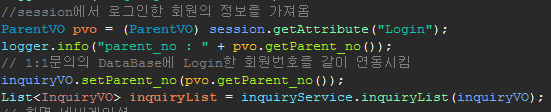 //session에서 로그인한 회원의 정보를 가져옴
ParentVO pvo = (ParentVO) session.getAttribute("Login");
logger.info("parent_no : " + pvo.getParent_no());
// 1:1문의의 DataBase에 Login한 회원번호를 같이 연동시킴
inquiryVO.setParent_no(pvo.getParent_no());
List<InquiryVO> inquiryList = inquiryService.inquiryList(inquiryVO);